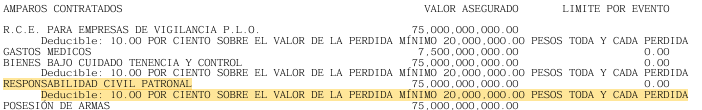 AMPAROS CONTRATADOS VALOR ASEGURADO LIMITE POR EVENTO
R.C.E. PARA EMPRESAS DE VIGILANCIA P.L.O. 75,000,000,000.00
Deducible: 10.00 POR CIENTO SOBRE EL VALOR DE LA PERDIDA MÍNIMO 20,000,000.00 PESOS TODA Y CADA PERDIDA
GASTOS MEDICOS 7,500,000,000.00 0.00
BIENES BAJO CUIDADO TENENCIA Y CONTROL 75,000,000,000.00 0.00
Deducible: 10.00 POR CIENTO SOBRE EL VALOR DE LA PERDIDA MÍNIMO 20,000,000.00 PESOS TODA Y CADA PERDIDA
RESPONSABILIDAD CIVIL PATRONAL 75,000,000,000.00 0.00
Deducible: 10.00 POR CIENTO SOBRE EL VALOR DE LA PERDIDA MÍNIMO 20,000,000.00 PESOS TODA Y CADA PERDIDA
POSESIÓN DE ARMAS 75,000,000,000.00